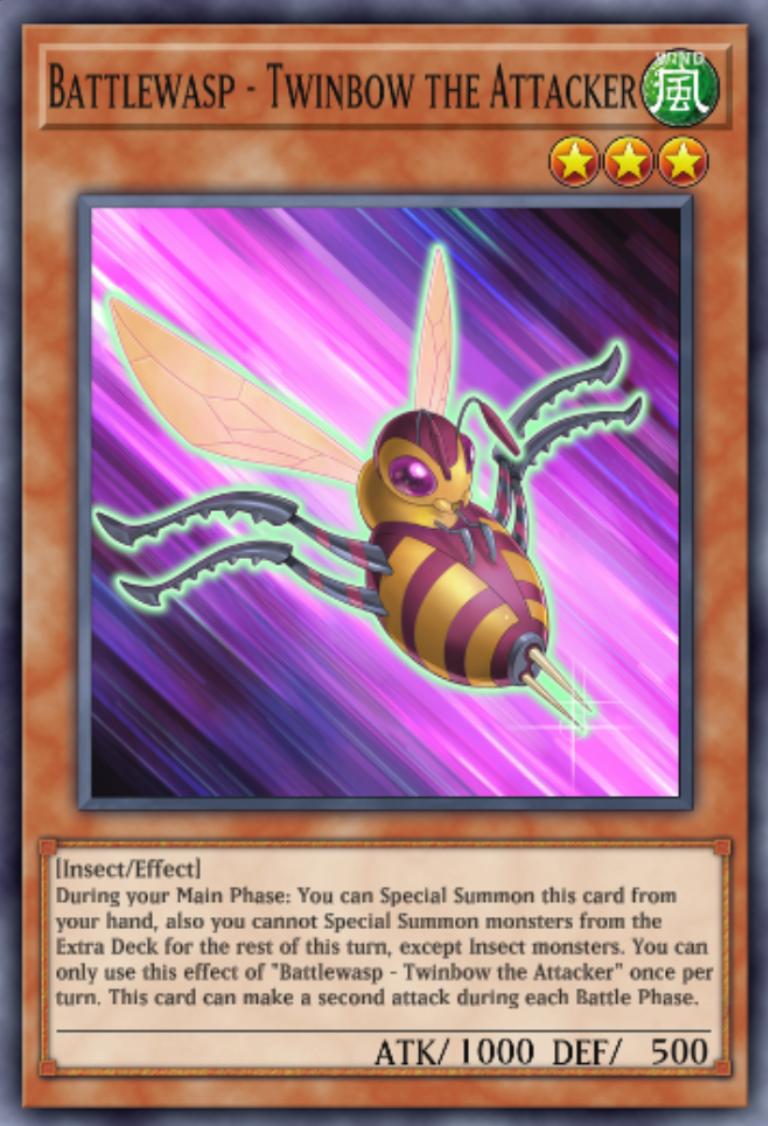 BATTLEWASP - TWINBOW THE ATTACKER
WIND
風
[Insect/Effect]
During your Main Phase: You can Special Summon this card from
your hand, also you cannot Special Summon monsters from the
Extra Deck for the rest of this turn, except Insect monsters. You can
only use this effect of "Battlewasp - Twinbow the Attacker" once per
turn. This card can make a second attack during each Battle Phase.
ATK/ 1000 DEF/ 500